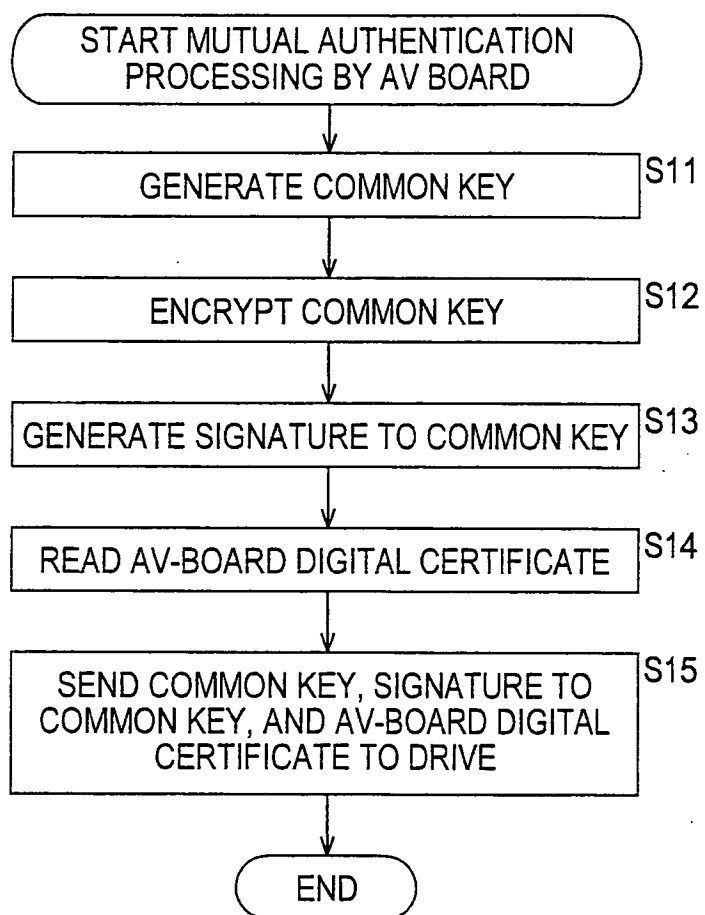 START MUTUAL AUTHENTICATION
PROCESSING BY AV BOARD
S11
GENERATE COMMON KEY
S12
ENCRYPT COMMON KEY
S13
GENERATE SIGNATURE TO COMMON KEY
S14
READ AV-BOARD DIGITAL CERTIFICATE
S15
SEND COMMON KEY, SIGNATURE TO
COMMON KEY, AND AV-BOARD DIGITAL
CERTIFICATE TO DRIVE
END